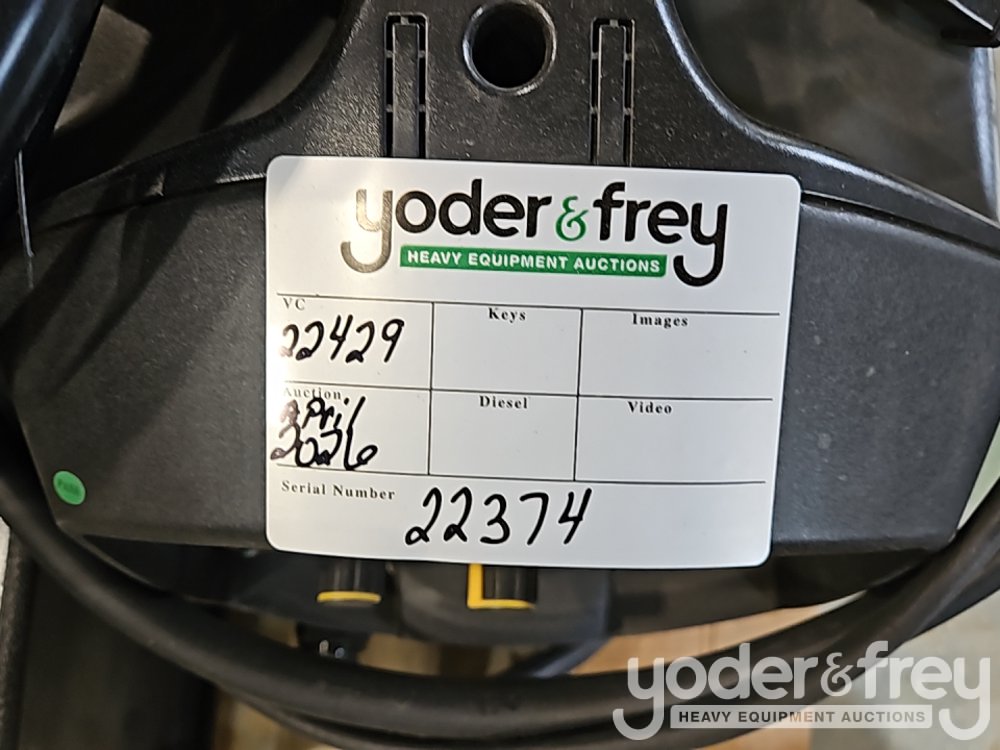 yoder & frey
HEAVY EQUIPMENT AUCTIONS
VC Keys Images
22429
Auction Diesel Video
April
2026
Serial Number 22374
yoder & frey
HEAVY EQUIPMENT AUCTIONS